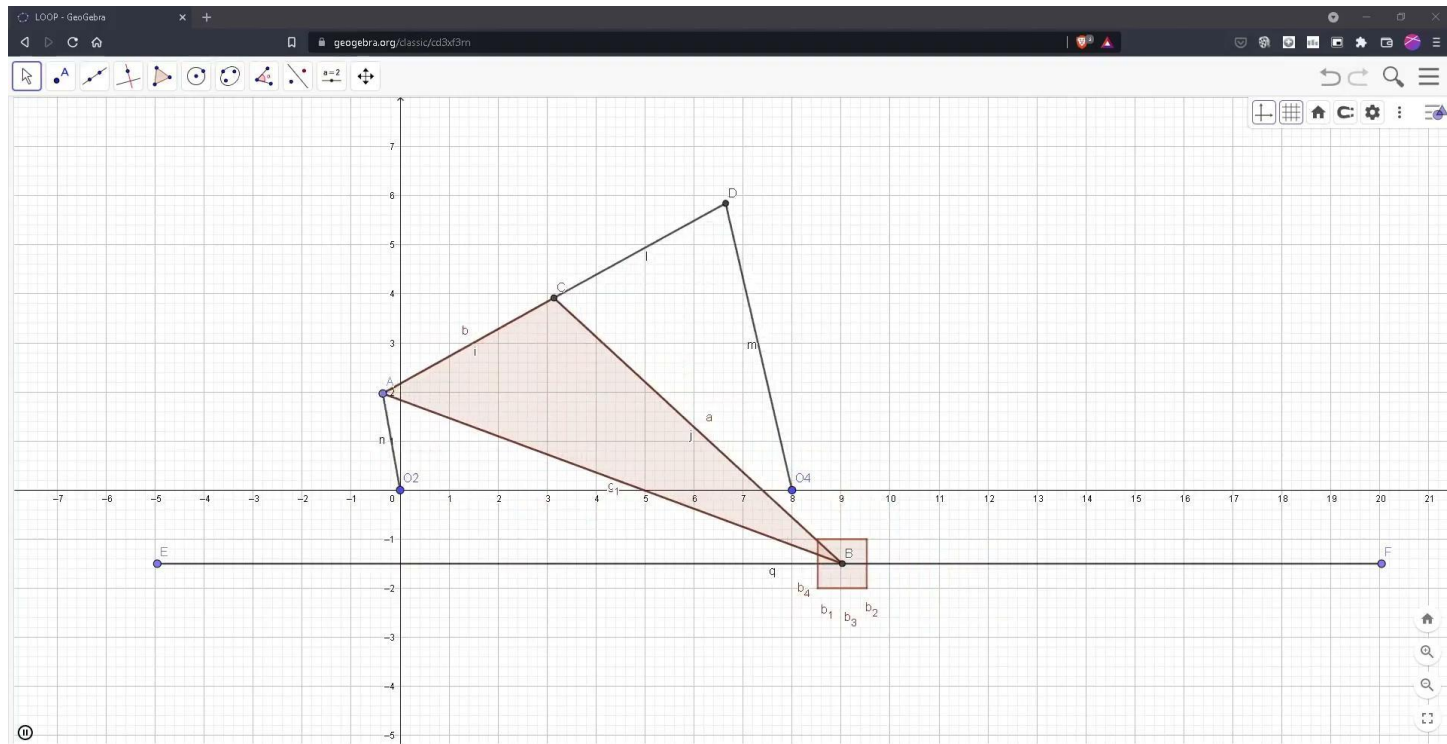 LOOP - GeoGebra
geogebra.org/classic/cd3xf3m
A
a=2
7
6
5
4
3
2
-1
-2
-3
-4
-5
-7 -6 -5 -4 -3 -2 -1 0 1 2 3 4 5 6 7 8 9 10 11 12 13 14 15 16 17 18 19 20 21
D
l
C
b
i
m
A
a
j
n
O2
O4
c1
E
B
F
q
b4
b1
b3
b2